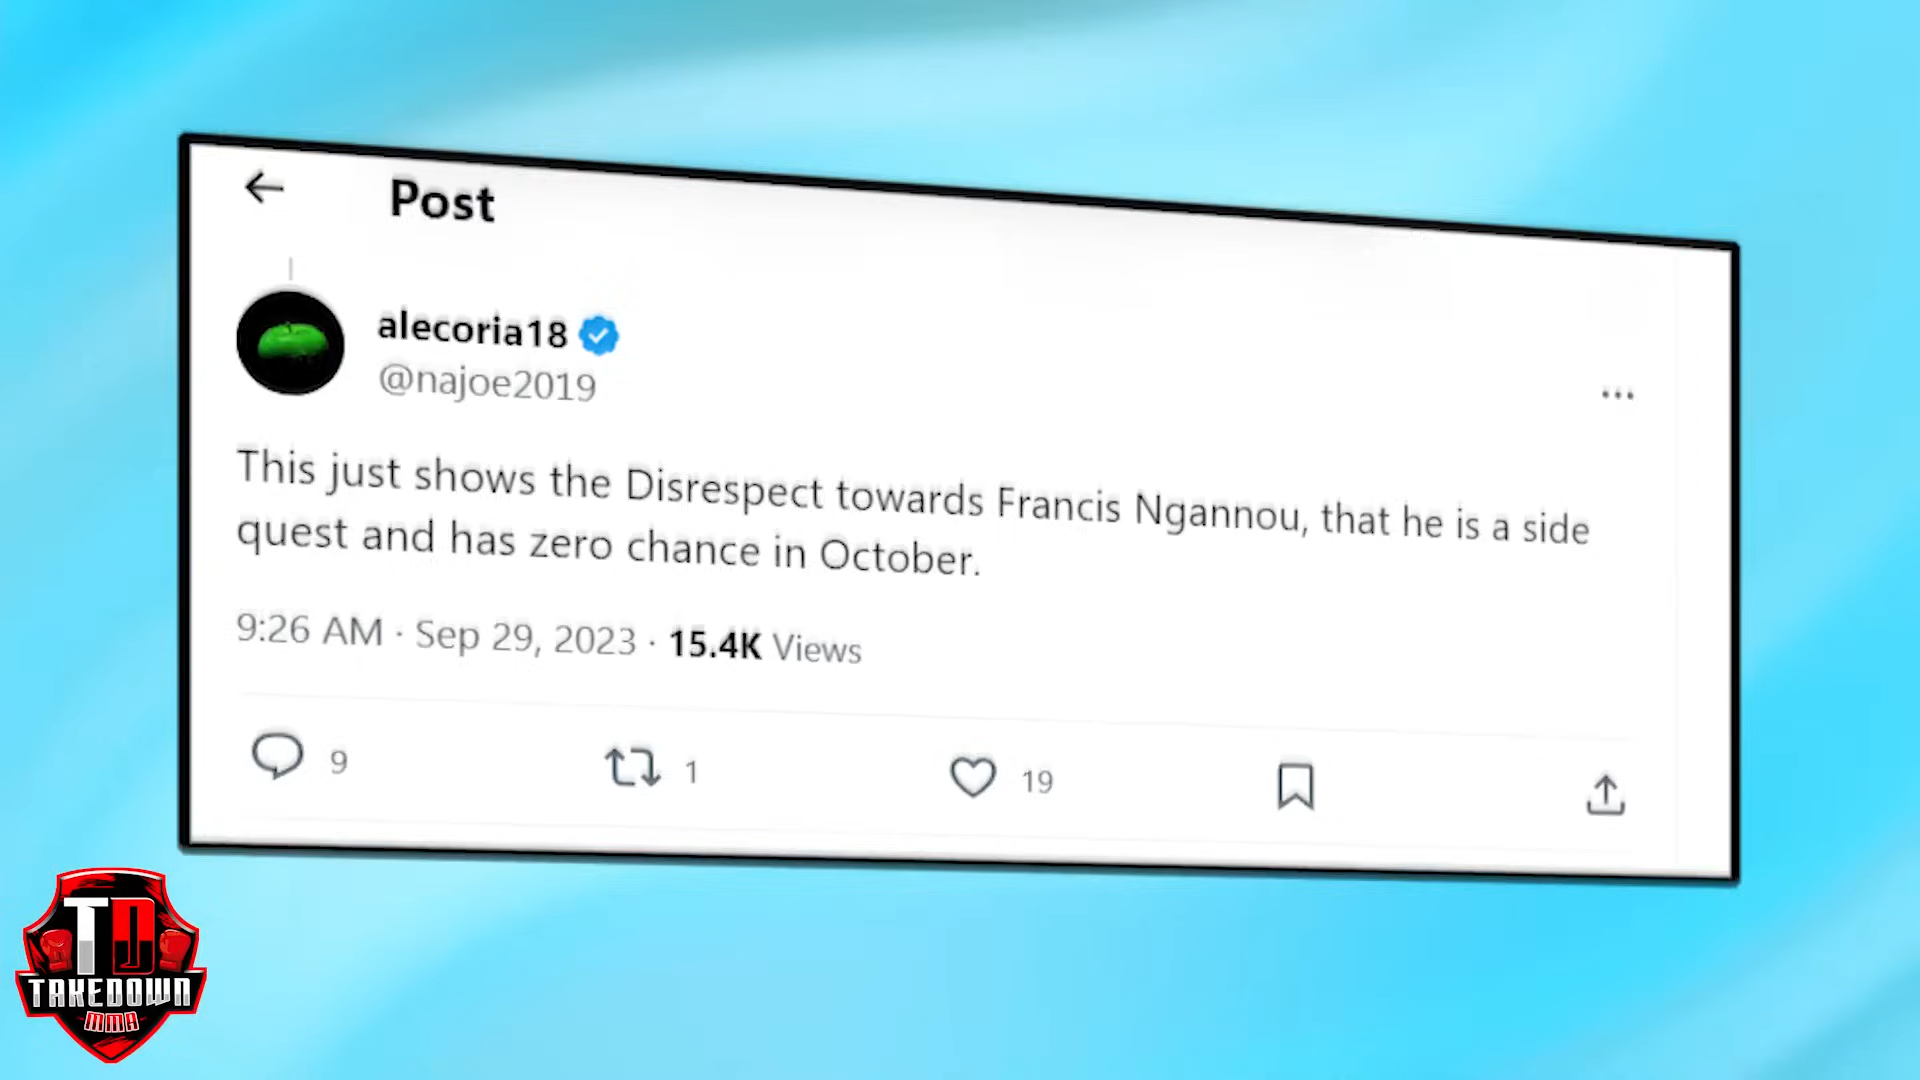 Post
alecoria18
@najoe2019
This just shows the Disrespect towards Francis Ngannou, that he is a side
quest and has zero chance in October.
9:26 AM · Sep 29, 2023 · 15.4K Views
9 1 19
TD
TAKEDOWN
MMA